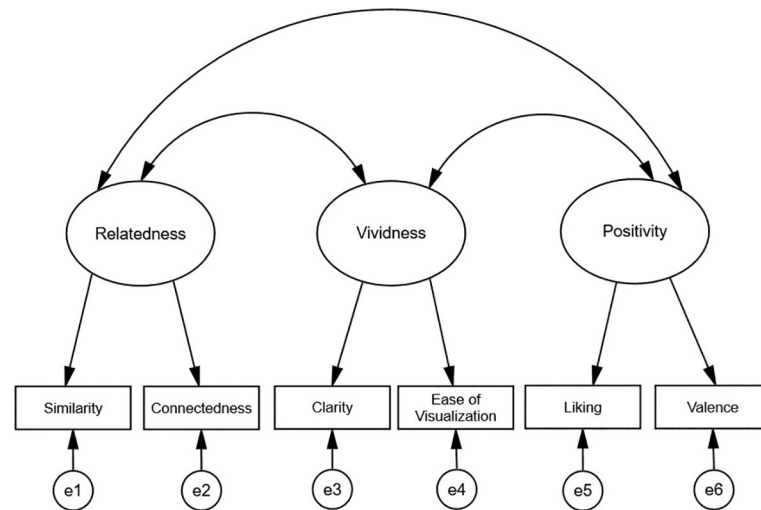 Relatedness
Vividness
Positivity
Similarity
Connectedness
Clarity
Ease of
Visualization
Liking
Valence
e1
e2
e3
e4
e5
e6